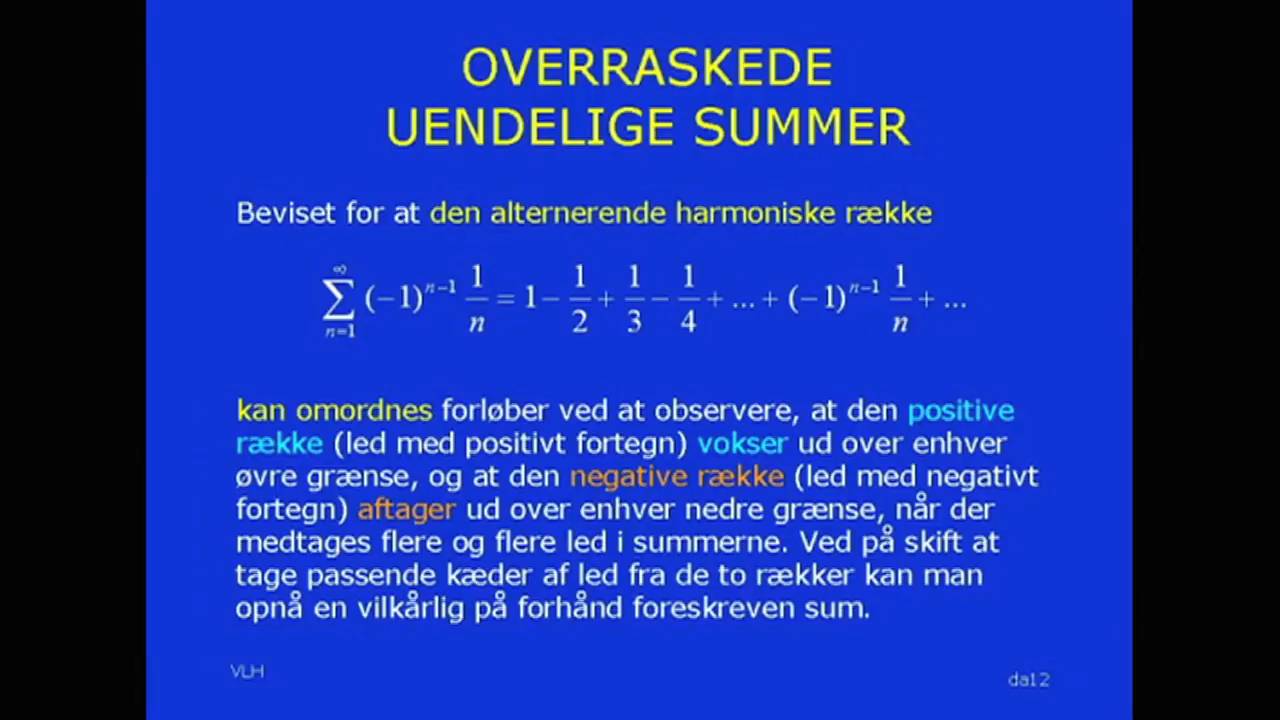 OVERRASKEDE
UENDELIGE SUMMER
Beviset for at den alternerende harmoniske række
∑_{n=1}^{∞} (−1)^{n−1} 1/n = 1 − 1/2 + 1/3 − 1/4 + ... + (−1)^{n−1} 1/n + ...
kan omordnes forløber ved at observere, at den positive
række (led med positivt fortegn) vokser ud over enhver
øvre grænse, og at den negative række (led med negativt
fortegn) aftager ud over enhver nedre grænse, når der
medtages flere og flere led i summerne. Ved på skift at
tage passende kæder af led fra de to rækker kan man
opnå en vilkårlig på forhånd foreskreven sum.
VLH
da12